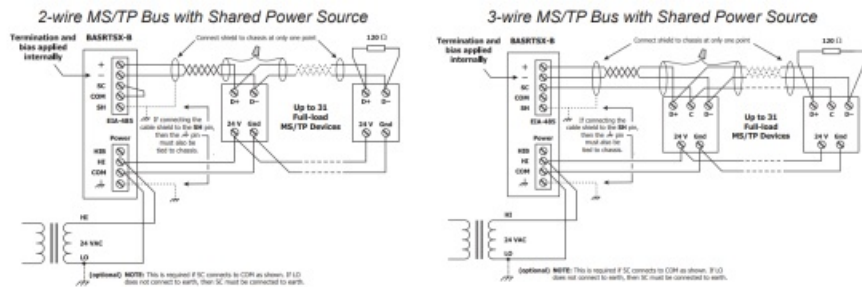 2-wire MS/TP Bus with Shared Power Source
Termination and
bias applied
internally
BASRTSX-B
Connect shield to chassis at only one point
120 Ω
+
−
SC
COM
SH
EIA-485
D+ D−
D+ D−
If connecting the
cable shield to the SH pin,
then the pin
must also be
tied to chassis.
Up to 31
Full-load
MS/TP Devices
24 V Gnd
24 V Gnd
Power
HIB
HI
COM
HI
24 VAC
LO
(optional) NOTE: This is required if SC connects to COM as shown. If LO
does not connect to earth, then SC must be connected to earth.
3-wire MS/TP Bus with Shared Power Source
Termination and
bias applied
internally
BASRTSX-B
Connect shield to chassis at only one point
120 Ω
+
−
SC
COM
SH
EIA-485
D+ C D−
D+ C D−
If connecting the
cable shield to the SH pin,
then the pin
must also be
tied to chassis.
Up to 31
Full-load
MS/TP Devices
24 V Gnd
24 V Gnd
Power
HIB
HI
COM
HI
24 VAC
LO
(optional) NOTE: This is required if SC connects to COM as shown. If LO
does not connect to earth, then SC must be connected to earth.